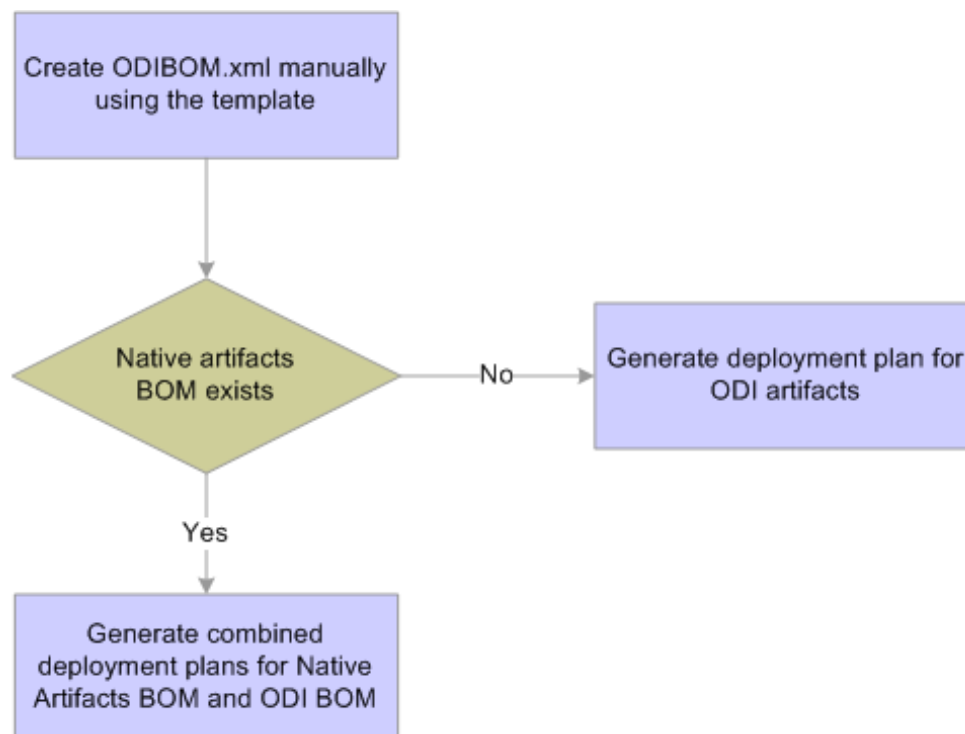 Create ODIBOM.xml manually
using the template
Native artifacts
BOM exists
No
Generate deployment plan for
ODI artifacts
Yes
Generate combined
deployment plans for Native
Artifacts BOM and ODI BOM